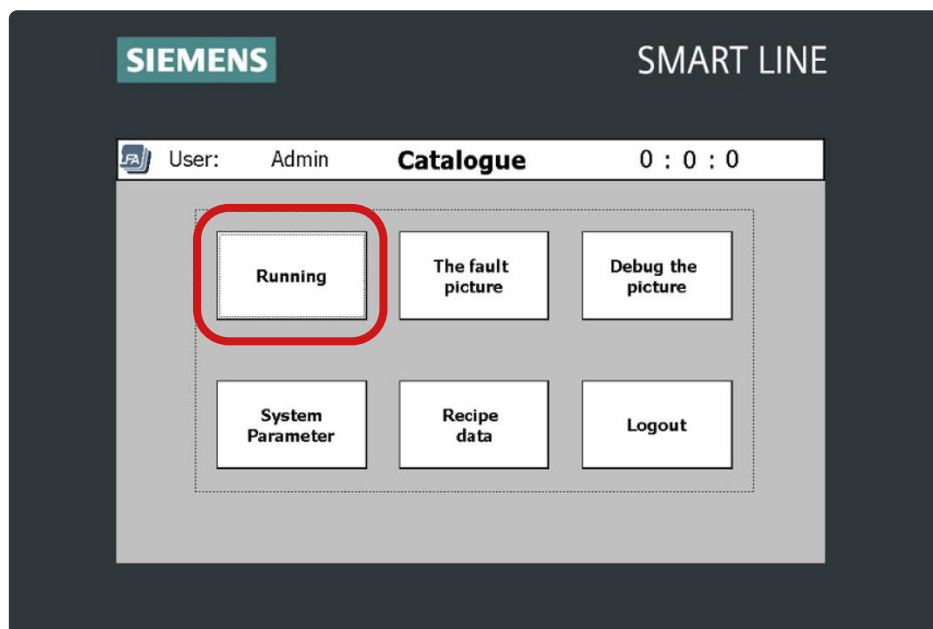 SIEMENS
SMART LINE
User: Admin Catalogue 0 : 0 : 0
Running
The fault
picture
Debug the
picture
System
Parameter
Recipe
data
Logout